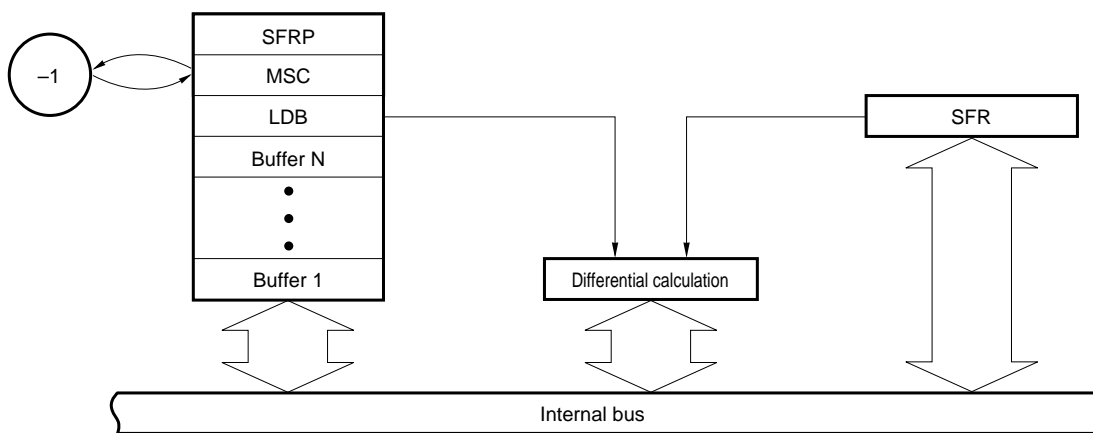 SFRP
–1
MSC
LDB
SFR
Buffer N
Buffer 1
Differential calculation
Internal bus